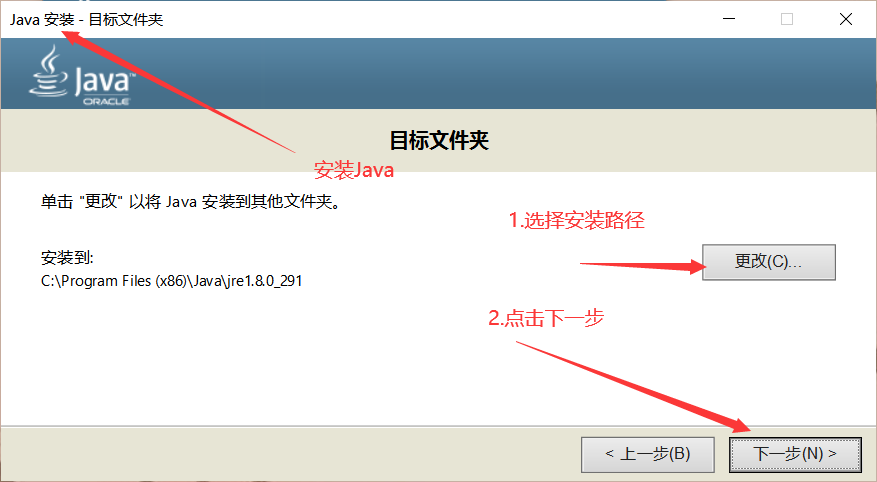 Java 安装 - 目标文件夹
Java™
ORACLE
目标文件夹
安装Java
单击 "更改" 以将 Java 安装到其他文件夹。
1.选择安装路径
安装到:
更改(C)...
C:\Program Files (x86)\Java\jre1.8.0_291
2.点击下一步
< 上一步(B)
下一步(N) >